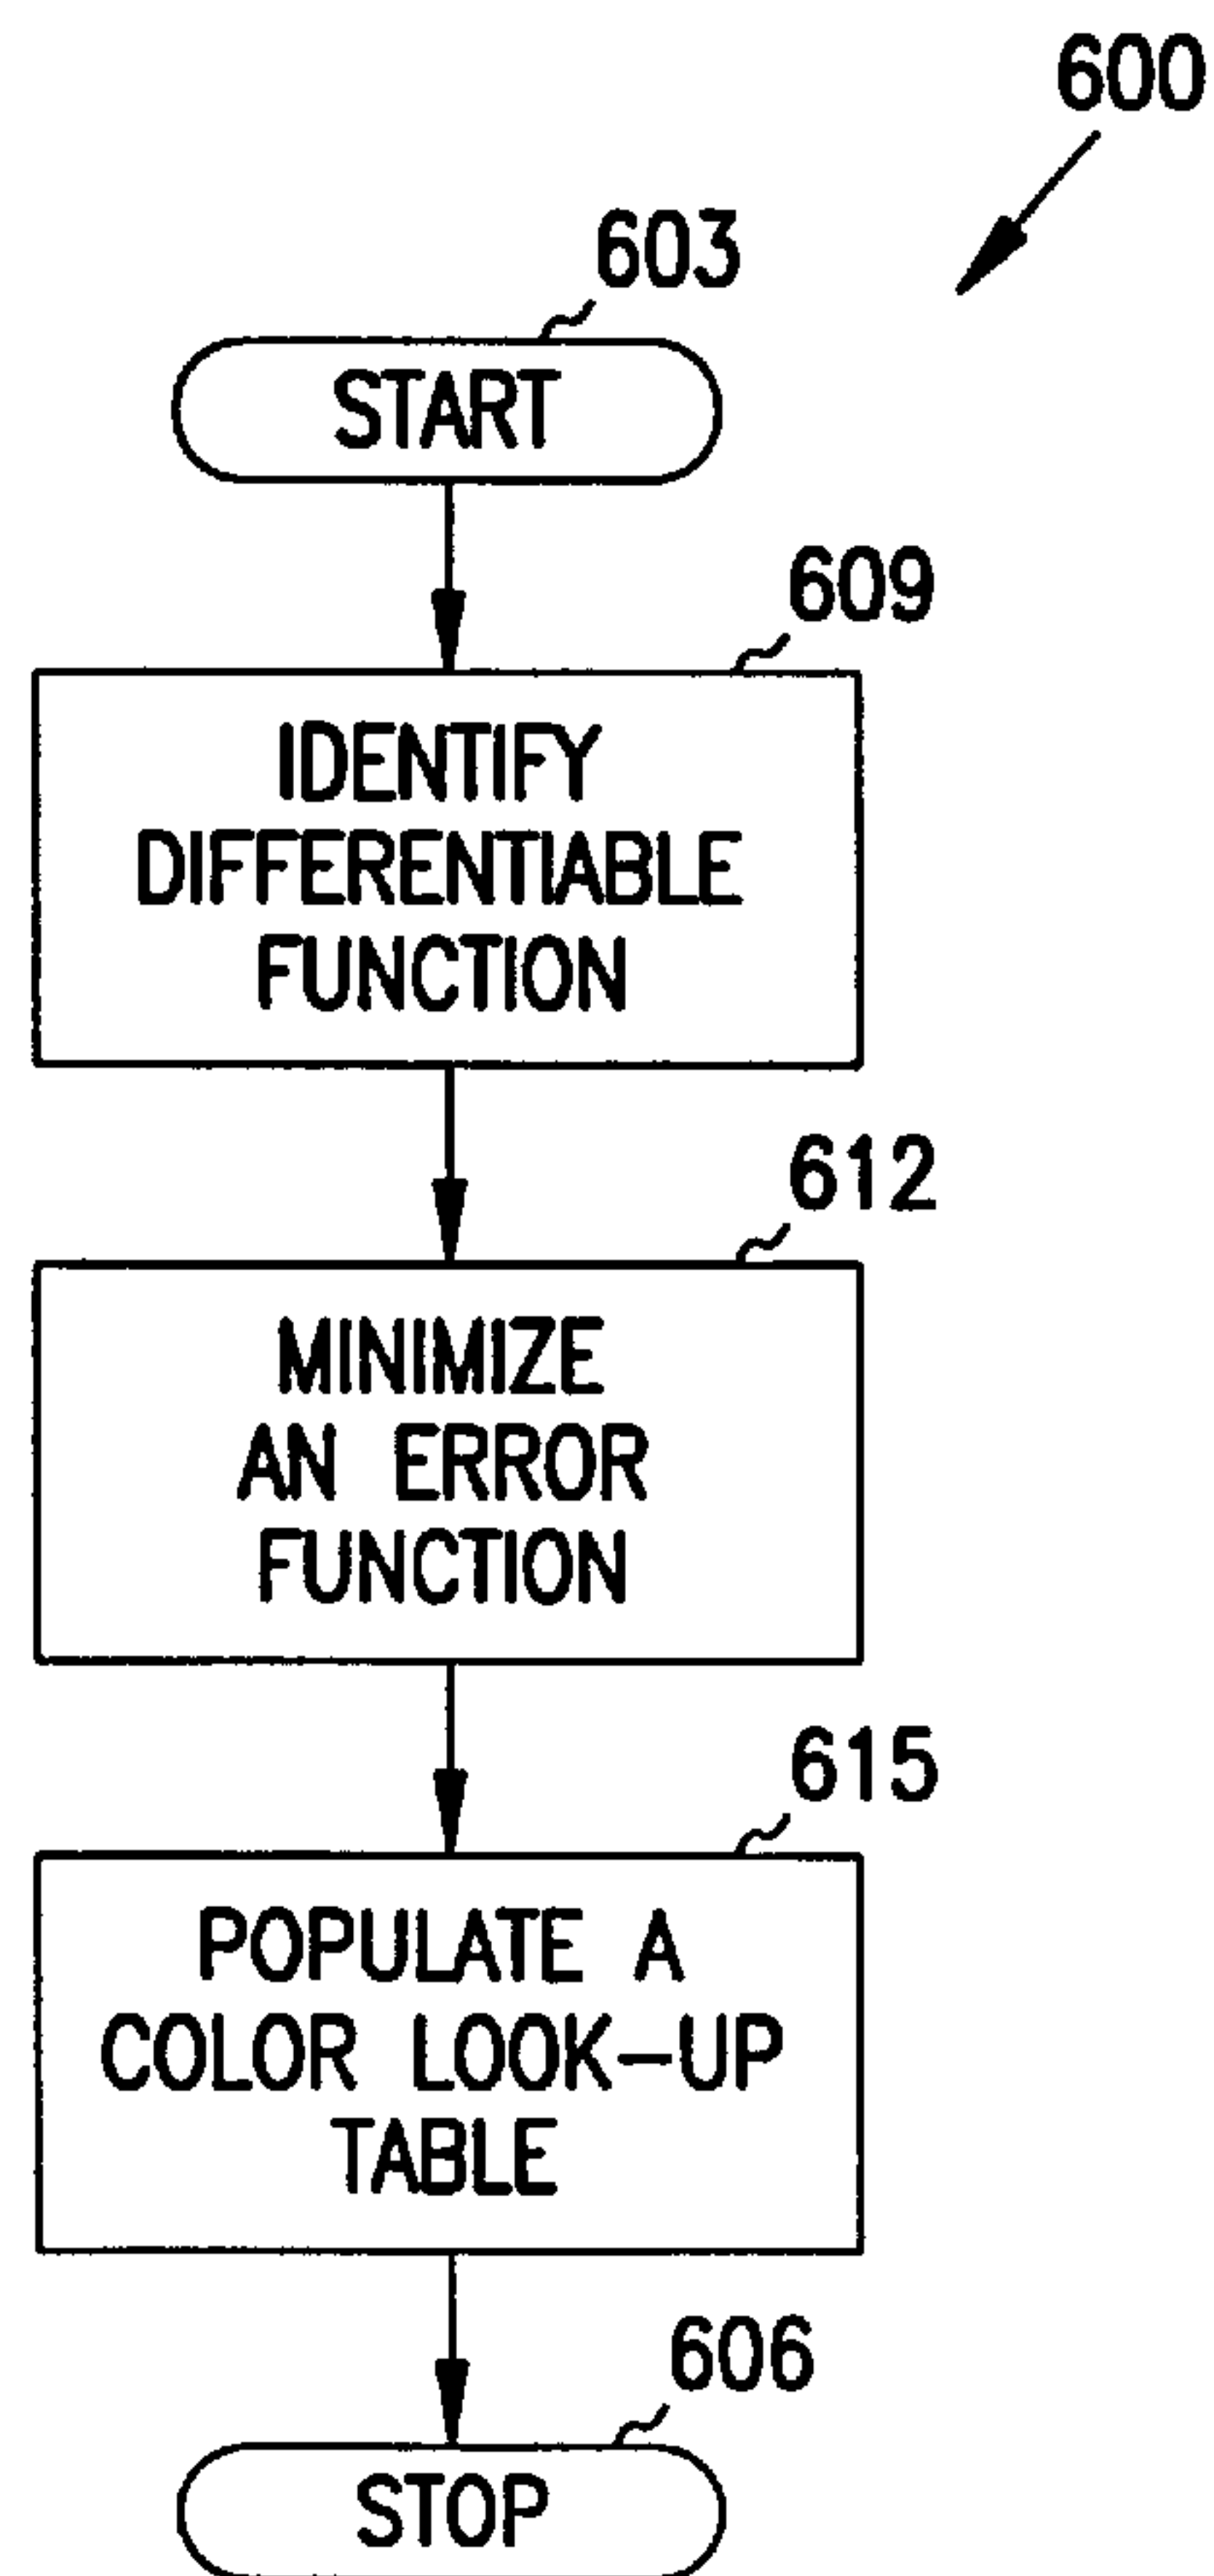 600
603
START
609
IDENTIFY
DIFFERENTIABLE
FUNCTION
612
MINIMIZE
AN ERROR
FUNCTION
615
POPULATE A
COLOR LOOK-UP
TABLE
606
STOP